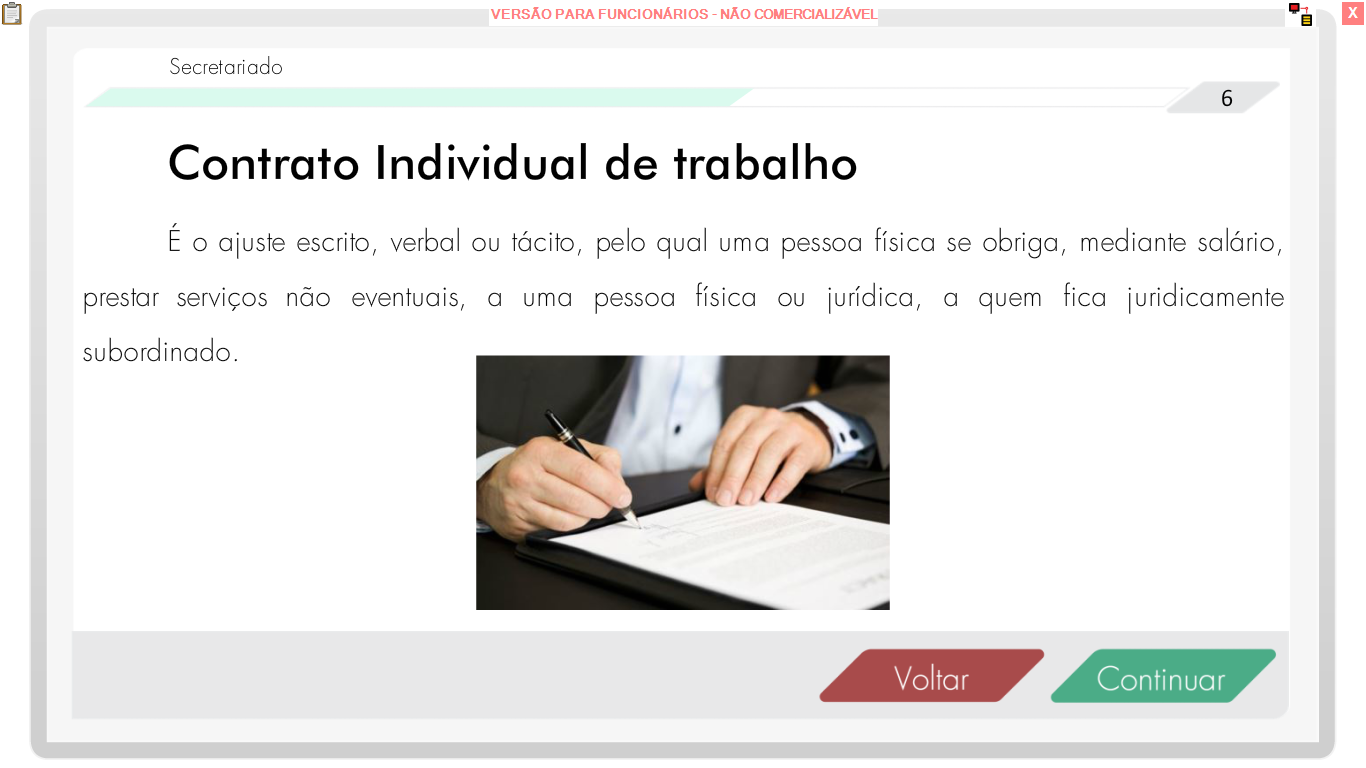 VERSÃO PARA FUNCIONÁRIOS - NÃO COMERCIALIZÁVEL
X
Secretariado
6
Contrato Individual de trabalho
É o ajuste escrito, verbal ou tácito, pelo qual uma pessoa física se obriga, mediante salário,
prestar serviços não eventuais, a uma pessoa física ou jurídica, a quem fica juridicamente
subordinado.
Voltar
Continuar